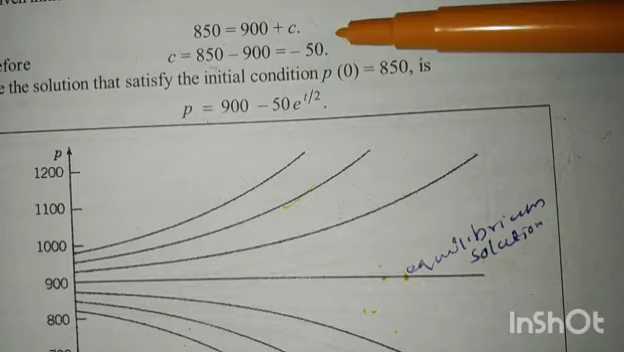 850 = 900 + c.
efore
c = 850 – 900 = – 50.
e the solution that satisfy the initial condition p (0) = 850, is
p = 900 – 50e^{t/2}.
p
1200
1100
1000
900
800
equilibrium
solution
InShOt